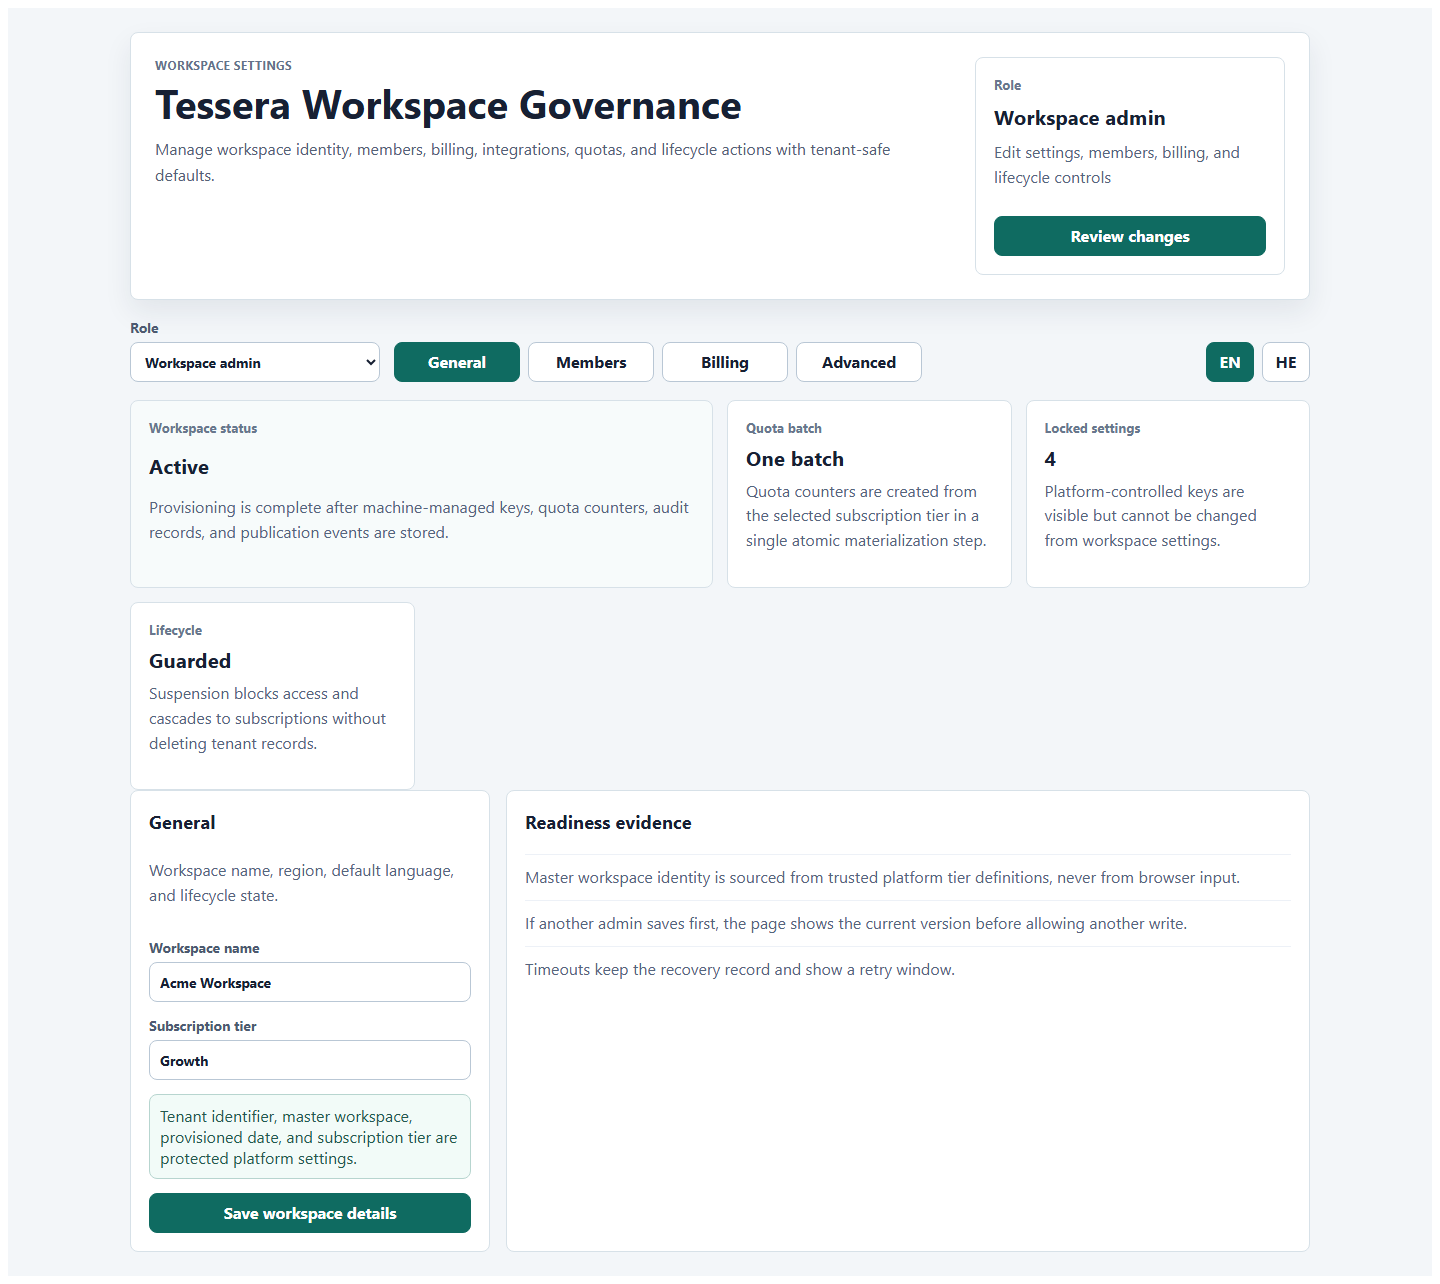 WORKSPACE SETTINGS
Tessera Workspace Governance
Manage workspace identity, members, billing, integrations, quotas, and lifecycle actions with tenant-safe
defaults.
Role
Workspace admin
Edit settings, members, billing, and
lifecycle controls
Review changes
Role
Workspace admin
General
Members
Billing
Advanced
EN
HE
Workspace status
Active
Provisioning is complete after machine-managed keys, quota counters, audit
records, and publication events are stored.
Quota batch
One batch
Quota counters are created from
the selected subscription tier in a
single atomic materialization step.
Locked settings
4
Platform-controlled keys are
visible but cannot be changed
from workspace settings.
Lifecycle
Guarded
Suspension blocks access and
cascades to subscriptions without
deleting tenant records.
General
Workspace name, region, default language,
and lifecycle state.
Workspace name
Acme Workspace
Subscription tier
Growth
Tenant identifier, master workspace,
provisioned date, and subscription tier are
protected platform settings.
Save workspace details
Readiness evidence
Master workspace identity is sourced from trusted platform tier definitions, never from browser input.
If another admin saves first, the page shows the current version before allowing another write.
Timeouts keep the recovery record and show a retry window.